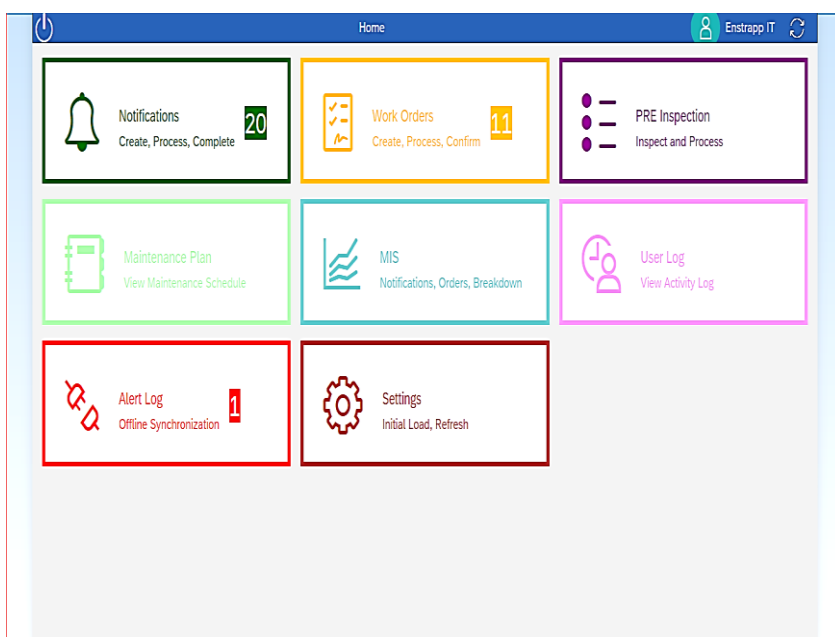 Home
Enstrapp IT
Notifications
20
Create, Process, Complete
Work Orders
11
Create, Process, Confirm
PRE Inspection
Inspect and Process
Maintenance Plan
View Maintenance Schedule
MIS
Notifications, Orders, Breakdown
User Log
View Activity Log
Alert Log
1
Offline Synchronization
Settings
Initial Load, Refresh